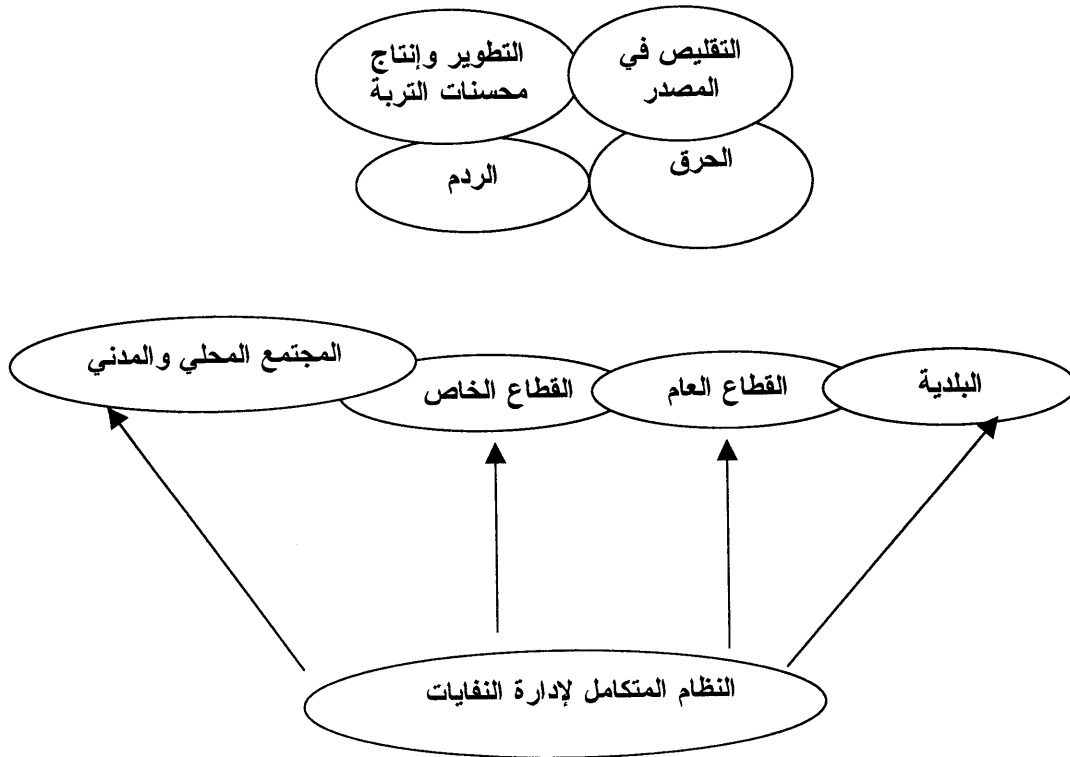 التقليص في
المصدر
التطوير وإنتاج
محسنات التربة
الحرق
الردم
البلدية
القطاع العام
القطاع الخاص
المجتمع المحلي والمدني
النظام المتكامل لإدارة النفايات